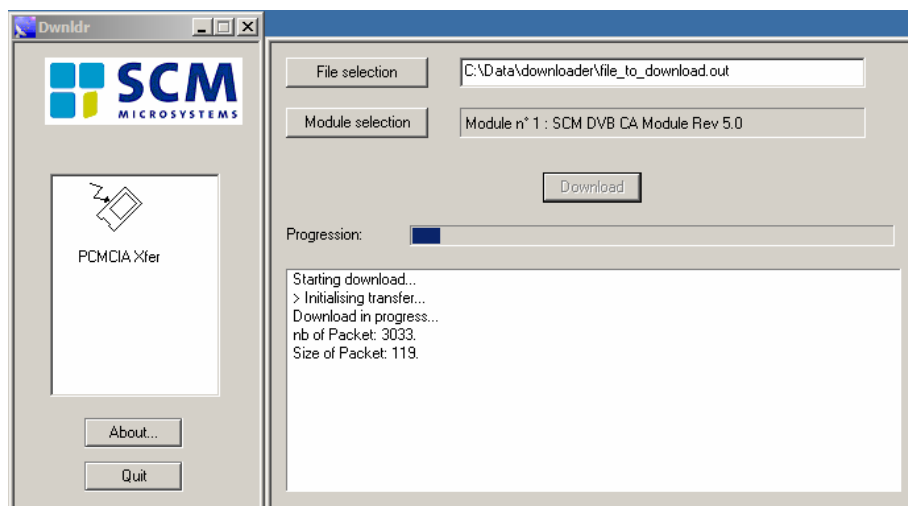 Dwnldr
SCM
MICROSYSTEMS
PCMCIA Xfer
About...
Quit
File selection
C:\Data\downloader\file_to_download.out
Module selection
Module n° 1 : SCM DVB CA Module Rev 5.0
Download
Progression:
Starting download...
> Initialising transfer...
Download in progress...
nb of Packet: 3033.
Size of Packet: 119.